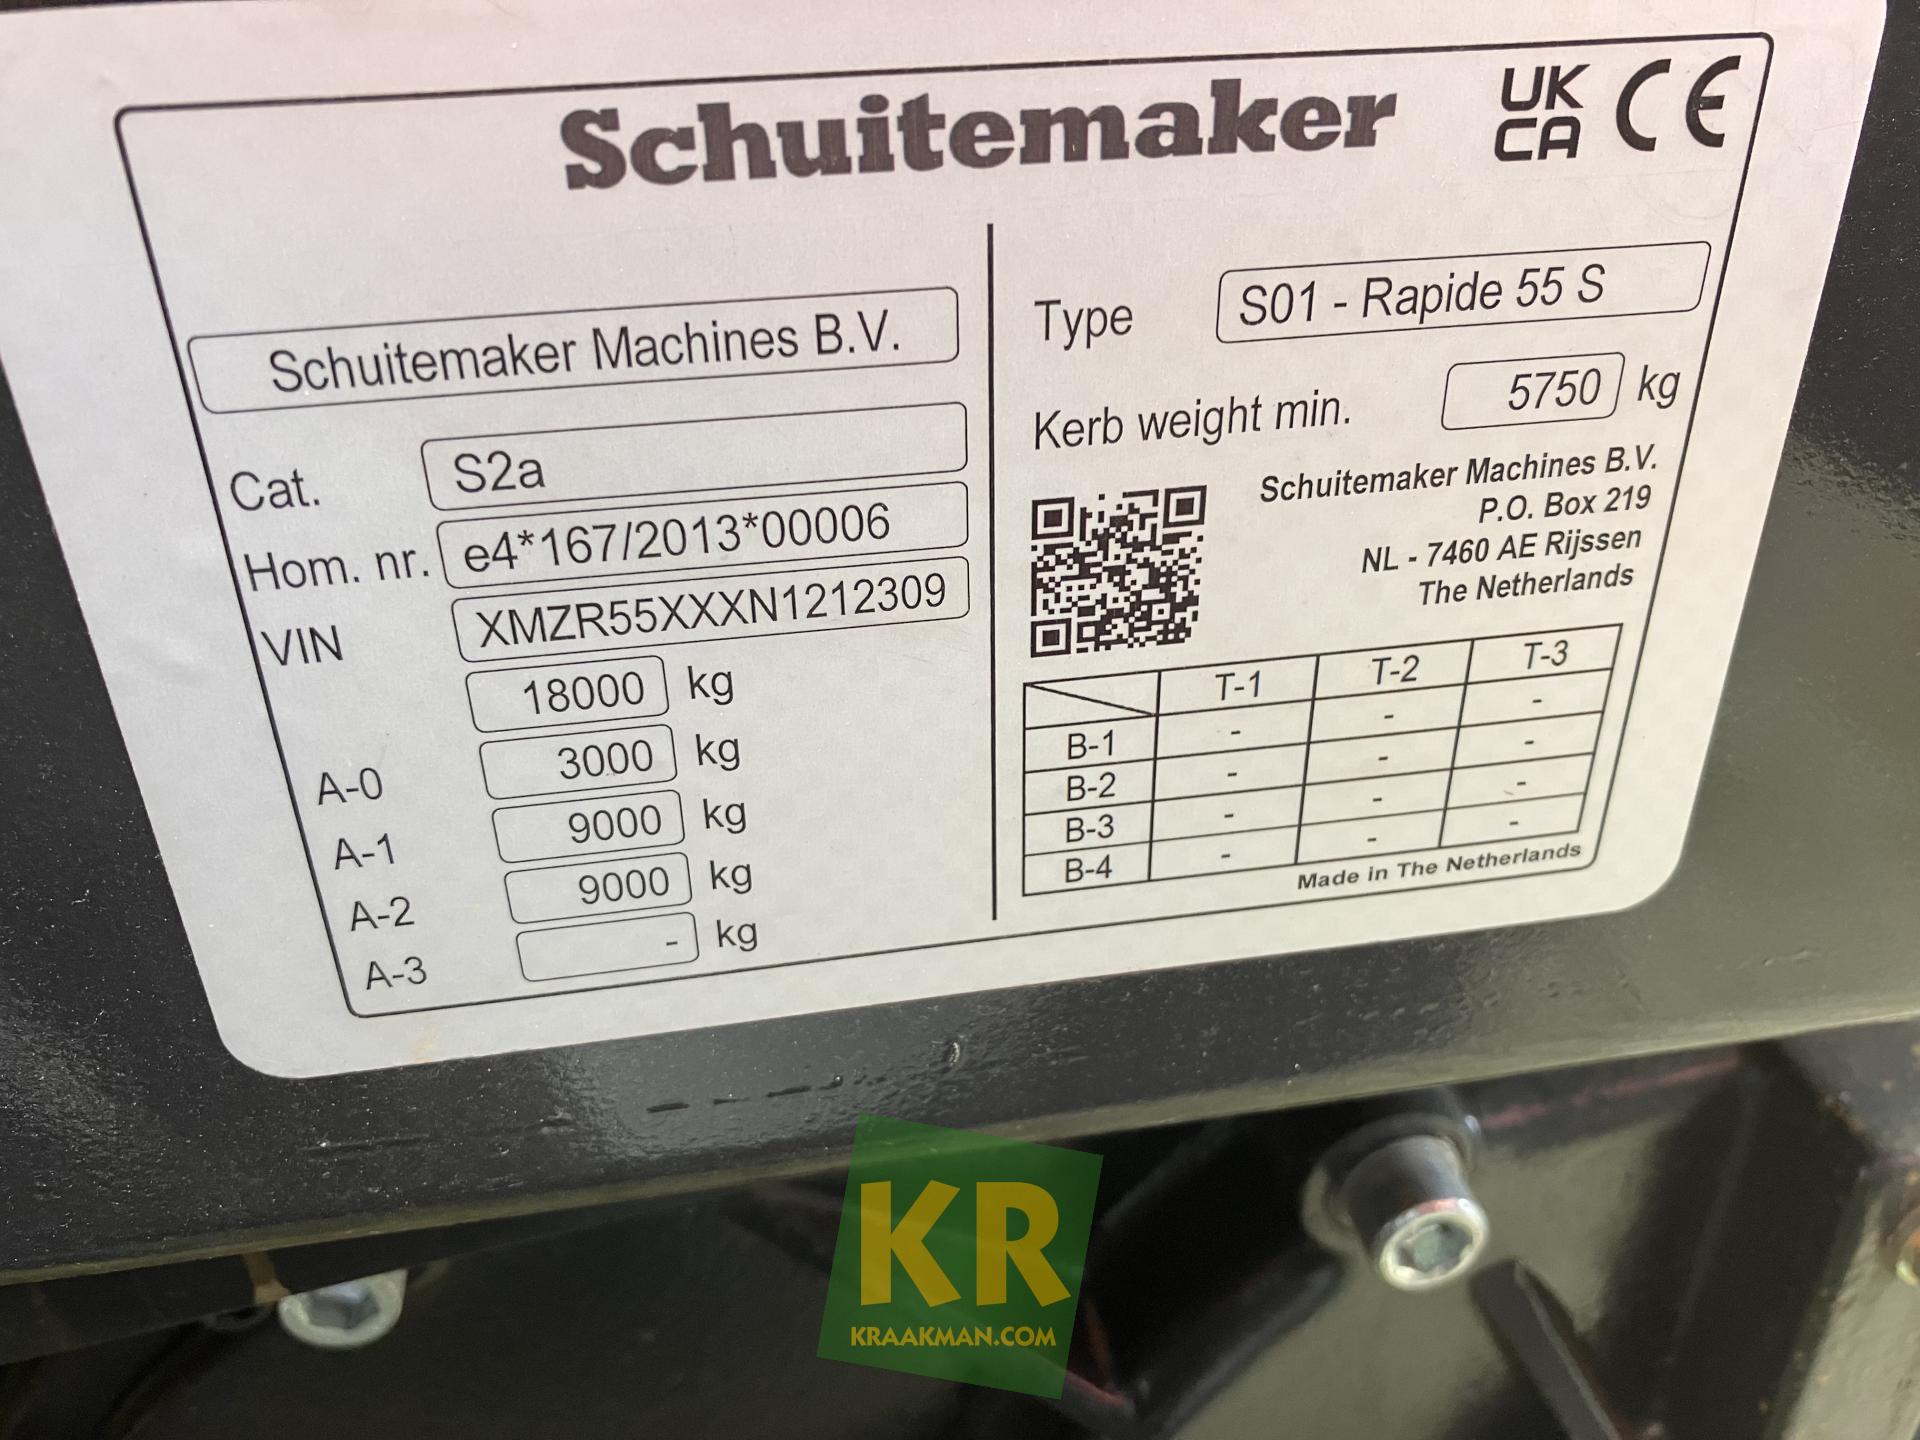 Schuitemaker
UK
CA CE
Schuitemaker Machines B.V.
Cat. S2a
Hom. nr. e4*167/2013*00006
VIN XMZR55XXXN1212309
18000 kg
A-0 3000 kg
A-1 9000 kg
A-2 9000 kg
A-3 - kg
Type S01 - Rapide 55 S
Kerb weight min. 5750 kg
Schuitemaker Machines B.V.
P.O. Box 219
NL - 7460 AE Rijssen
The Netherlands
T-1 T-2 T-3
B-1 - - -
B-2 - - -
B-3 - - -
B-4 - - -
Made in The Netherlands
KR
KRAAKMAN.COM